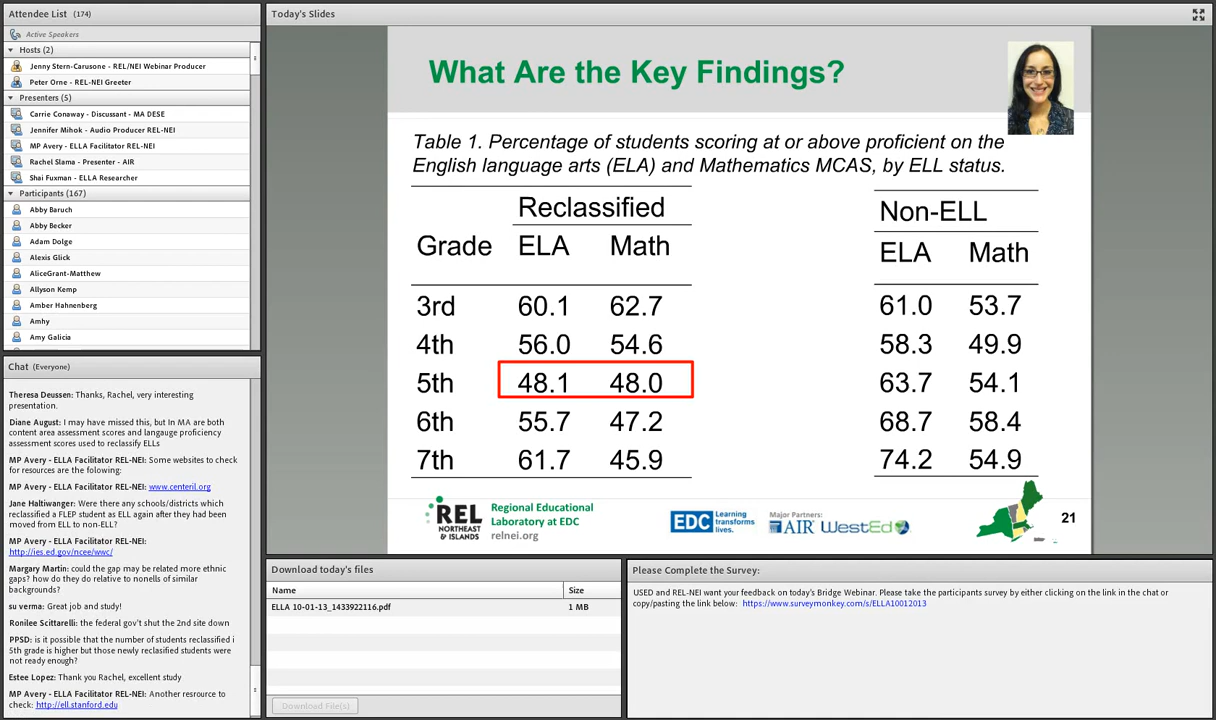 Attendee List (174)
Active Speakers
Hosts (2)
Jenny Stern-Carusone - REL/NEI Webinar Producer
Peter Orne - REL-NEI Greeter
Presenters (5)
Carrie Conaway - Discussant - MA DESE
Jennifer Mihok - Audio Producer REL-NEI
MP Avery - ELLA Facilitator REL-NEI
Rachel Slama - Presenter - AIR
Shai Fuxman - ELLA Researcher
Participants (167)
Abby Baruch
Abby Becker
Adam Dolge
Alexis Glick
AliceGrant-Matthew
Allyson Kemp
Amber Hahnenberg
Amhy
Amy Galicia
Chat (Everyone)
Theresa Deussen: Thanks, Rachel, very interesting
presentation.
Diane August: I may have missed this, but in MA are both
content area assessment scores and langauge proficiency
assessment scores used to reclassify ELLs
MP Avery - ELLA Facilitator REL-NEI: Some websites to check
for resources are the folowing:
MP Avery - ELLA Facilitator REL-NEI: www.centeril.org
Jane Haltiwanger: Were there any schools/districts which
reclassified a FLEP student as ELL again after they had been
moved from ELL to non-ELL?
MP Avery - ELLA Facilitator REL-NEI:
http://ies.ed.gov/ncee/wwc/
Margary Martin: could the gap may be related more ethnic
gaps? how do they do relative to nonells of similar
backgrounds?
su verma: Great job and study!
Ronilee Scittarelli: the federal gov't shut the 2nd site down
PPSD: is it possible that the number of students reclassified i
5th grade is higher but those newly reclasified students were
not ready enough?
Estee Lopez: Thank you Rachel, excellent study
MP Avery - ELLA Facilitator REL-NEI: Another resrource to
check: http://ell.stanford.edu
Today's Slides
What Are the Key Findings?
Table 1. Percentage of students scoring at or above proficient on the
English language arts (ELA) and Mathematics MCAS, by ELL status.
Reclassified Non-ELL
Grade ELA Math ELA Math
3rd 60.1 62.7 61.0 53.7
4th 56.0 54.6 58.3 49.9
5th 48.1 48.0 63.7 54.1
6th 55.7 47.2 68.7 58.4
7th 61.7 45.9 74.2 54.9
REL
NORTHEAST
& ISLANDS
Regional Educational
Laboratory at EDC
relnei.org
EDC Learning
transforms
lives.
Major Partners:
AIR WestEd
21
Download today's files
Name Size
ELLA 10-01-13_1433922116.pdf 1 MB
Download File(s)
Please Complete the Survey:
USED and REL-NEI want your feedback on today's Bridge Webinar. Please take the participants survey by either clicking on the link in the chat or
copy/pasting the link below: https://www.surveymonkey.com/s/ELLA10012013